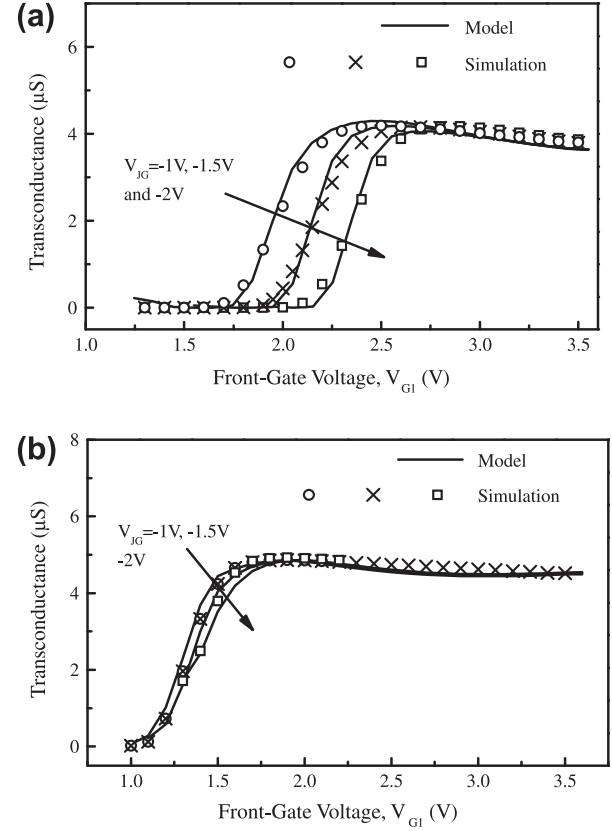 (a)
Model
Simulation
V_JG=-1V, -1.5V
and -2V
Transconductance (µS)
6
4
2
0
1.0 1.5 2.0 2.5 3.0 3.5
Front-Gate Voltage, V_G1 (V)
(b)
Model
Simulation
V_JG=-1V, -1.5V
-2V
Transconductance (µS)
8
6
4
2
0
1.0 1.5 2.0 2.5 3.0 3.5
Front-Gate Voltage, V_G1 (V)